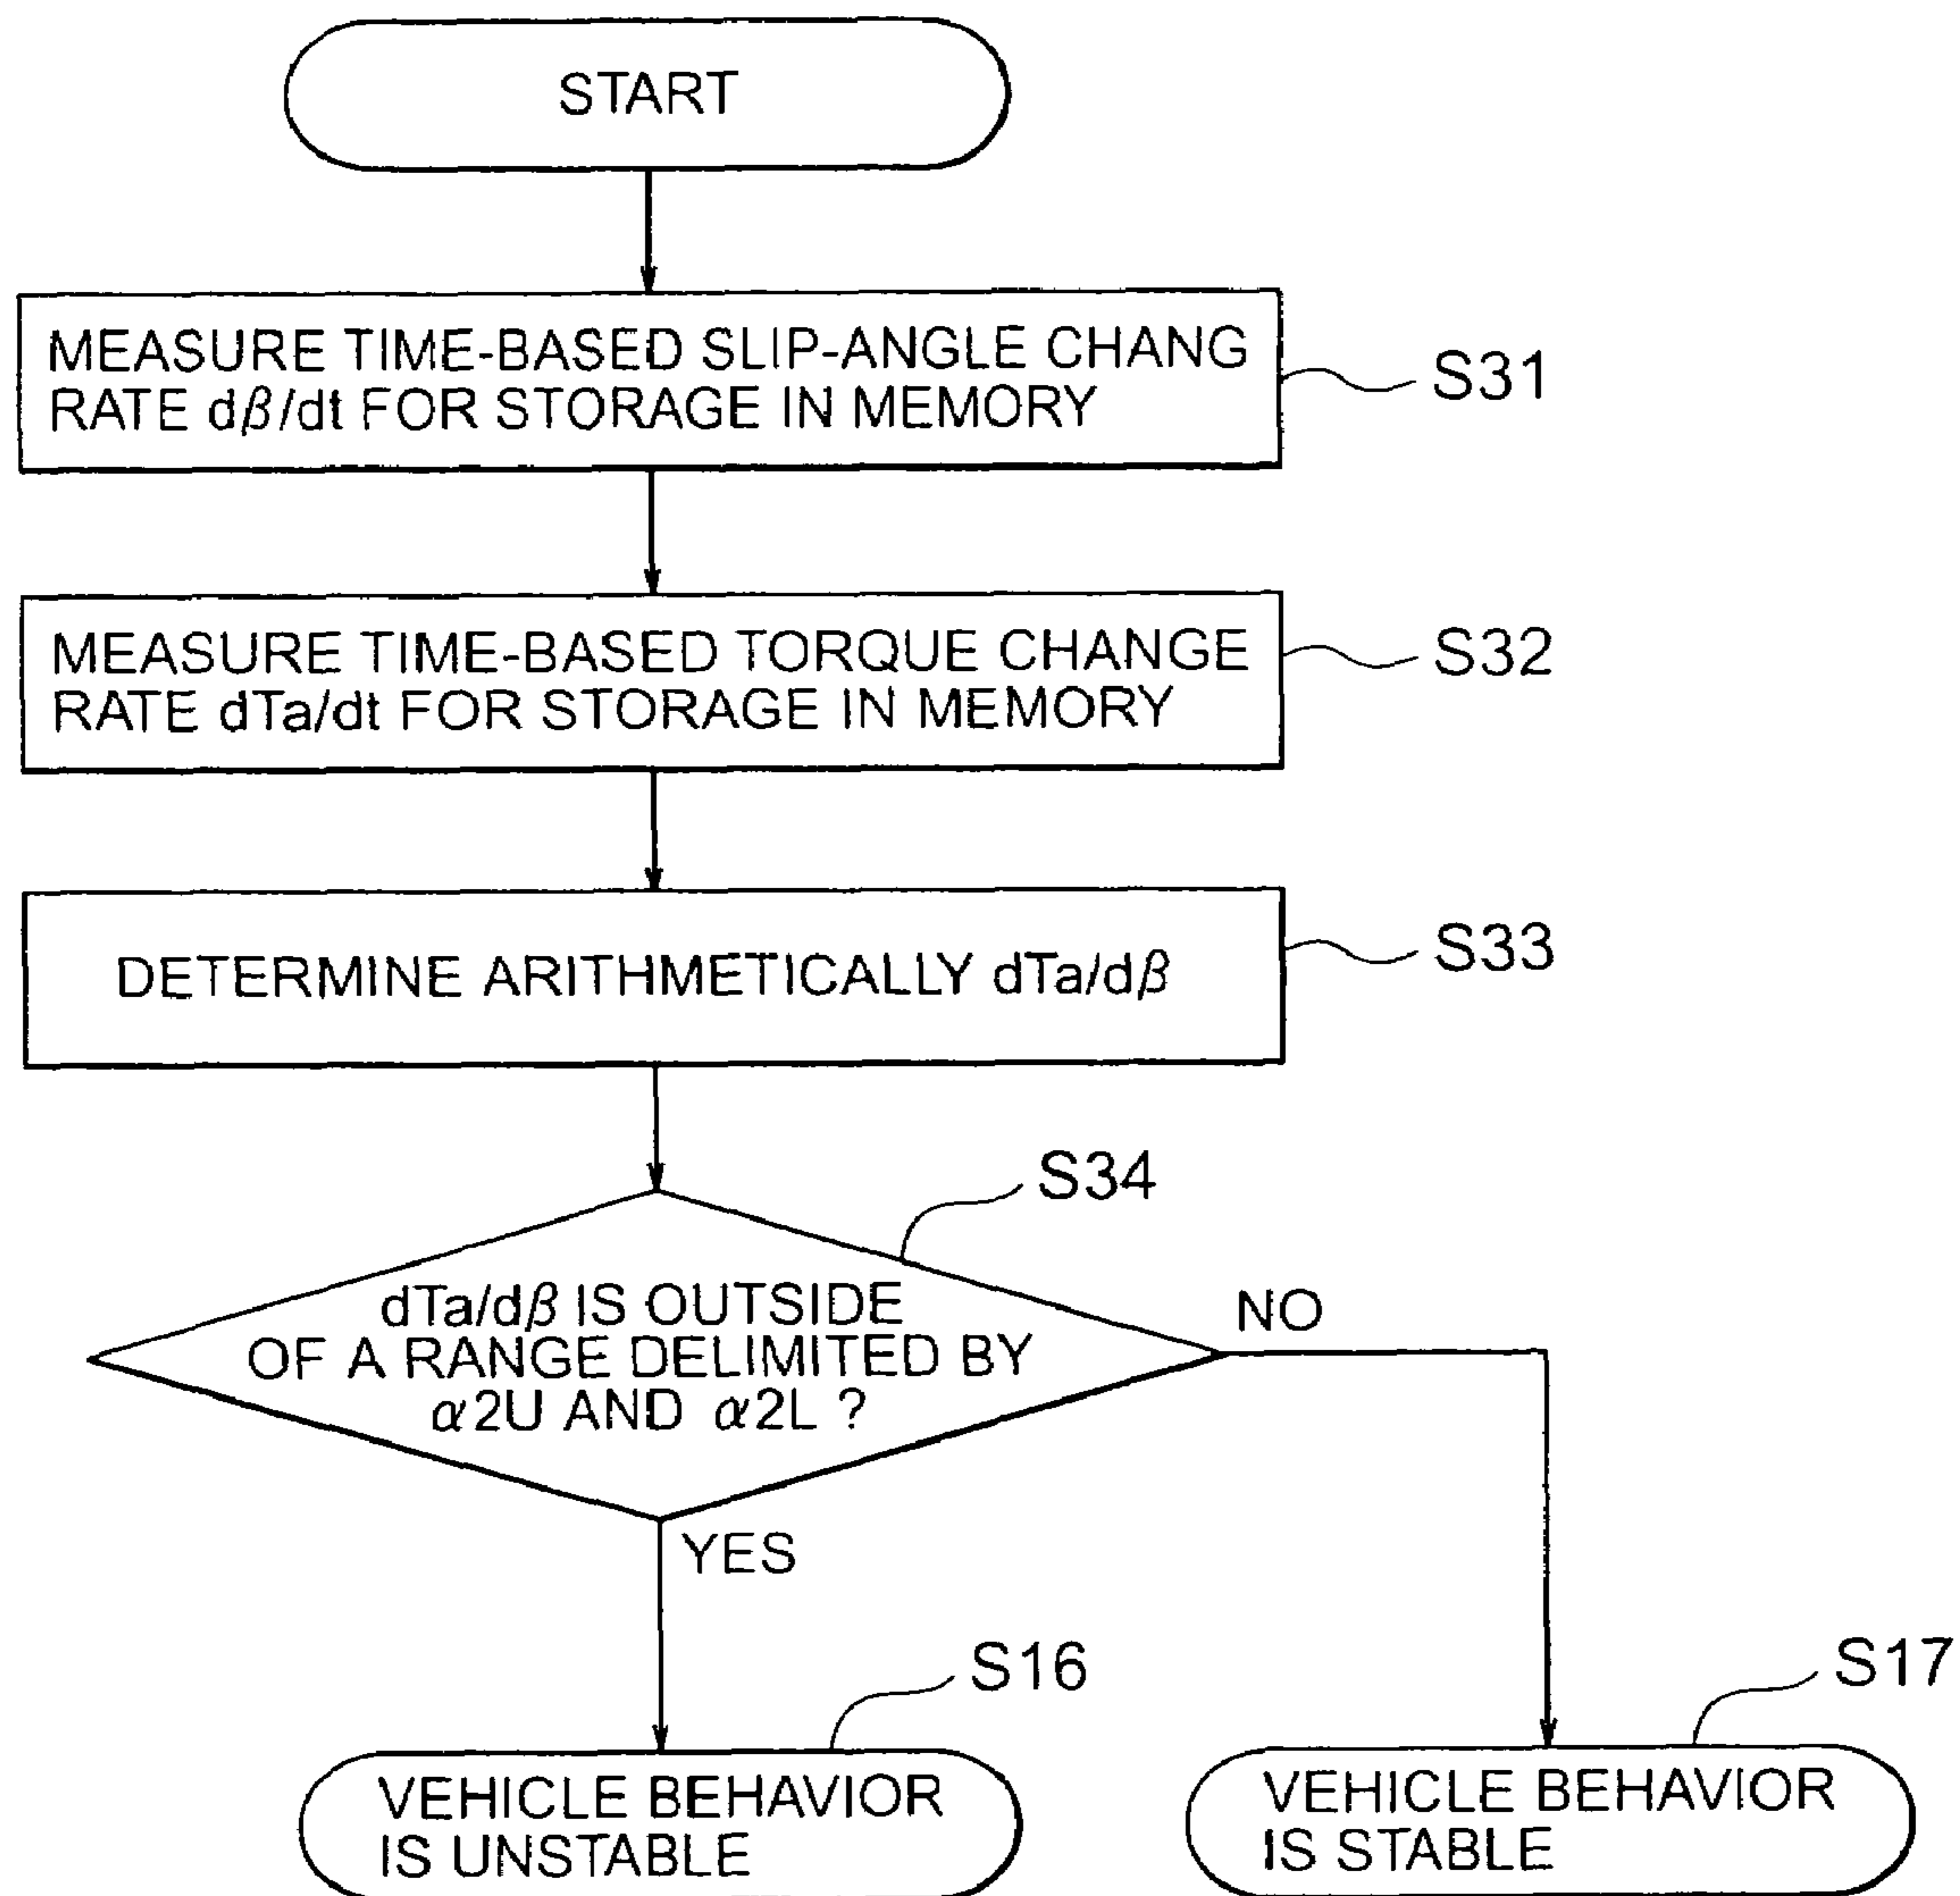 START
MEASURE TIME-BASED SLIP-ANGLE CHANG
RATE dβ/dt FOR STORAGE IN MEMORY
S31
MEASURE TIME-BASED TORQUE CHANGE
RATE dTa/dt FOR STORAGE IN MEMORY
S32
DETERMINE ARITHMETICALLY dTa/dβ
S33
S34
dTa/dβ IS OUTSIDE
OF A RANGE DELIMITED BY
α2U AND α2L ?
NO
YES
S16
VEHICLE BEHAVIOR
IS UNSTABLE
S17
VEHICLE BEHAVIOR
IS STABLE